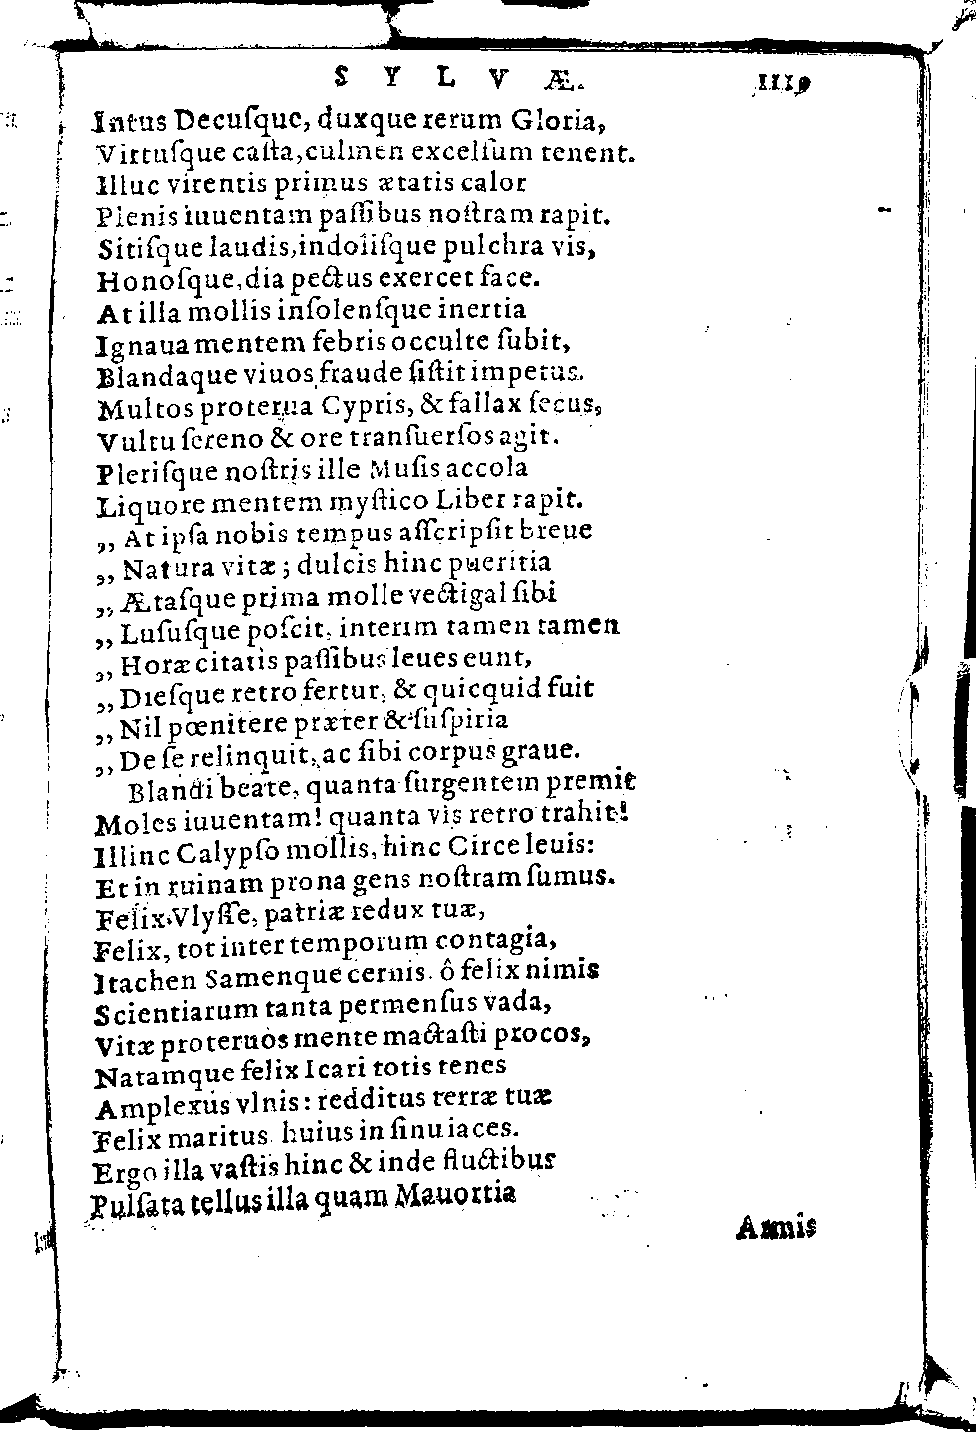 S Y L V Æ. 1119
Intus Decuſque, duxque rerum Gloria,
Virtuſque caſta, culmen excelſum tenent.
Illuc virentis primus ætatis calor
Plenis iuuentam paſſibus noſtram rapit.
Sitiſque laudis, indoliſque pulchra vis,
Honoſque, dia pectus exercet face.
At illa mollis inſolenſque inertia
Ignaua mentem febris occulte ſubit,
Blandaque viuos fraude ſiſtit impetus.
Multos proterua Cypris, & fallax ſecus,
Vultu ſereno & ore tranſuerſos agit.
Pleriſque noſtris ille Muſis accola
Liquore mentem myſtico Liber rapit.
,, At ipſa nobis tempus aſſcripſit breue
,, Natura vitæ; dulcis hinc pueritia
,, Ætaſque prima molle vectigal ſibi
,, Luſuſque poſcit, interim tamen tamen
,, Horæ citatis paſſibus leues eunt,
,, Dieſque retro fertur, & quicquid fuit
,, Nil pœnitere præter & ſuſpiria
,, De ſe relinquit, ac ſibi corpus graue.
Blandi beate, quanta ſurgentem premit
Moles iuuentam! quanta vis retro trahit!
Illinc Calypſo mollis, hinc Circe leuis:
Et in ruinam prona gens noſtram ſumus.
Felix Vlyſſe, patriæ redux tuæ,
Felix, tot inter temporum contagia,
Itachen Samenque cernis. ô felix nimis
Scientiarum tanta permenſus vada,
Vitæ proteruos mente mactaſti procos,
Natamque felix Icari totis tenes
Amplexus vlnis: redditus terræ tuæ
Felix maritus huius in ſinu iaces.
Ergo illa vaſtis hinc & inde fluctibus
Pulſata tellus illa quam Mauortia
Annis